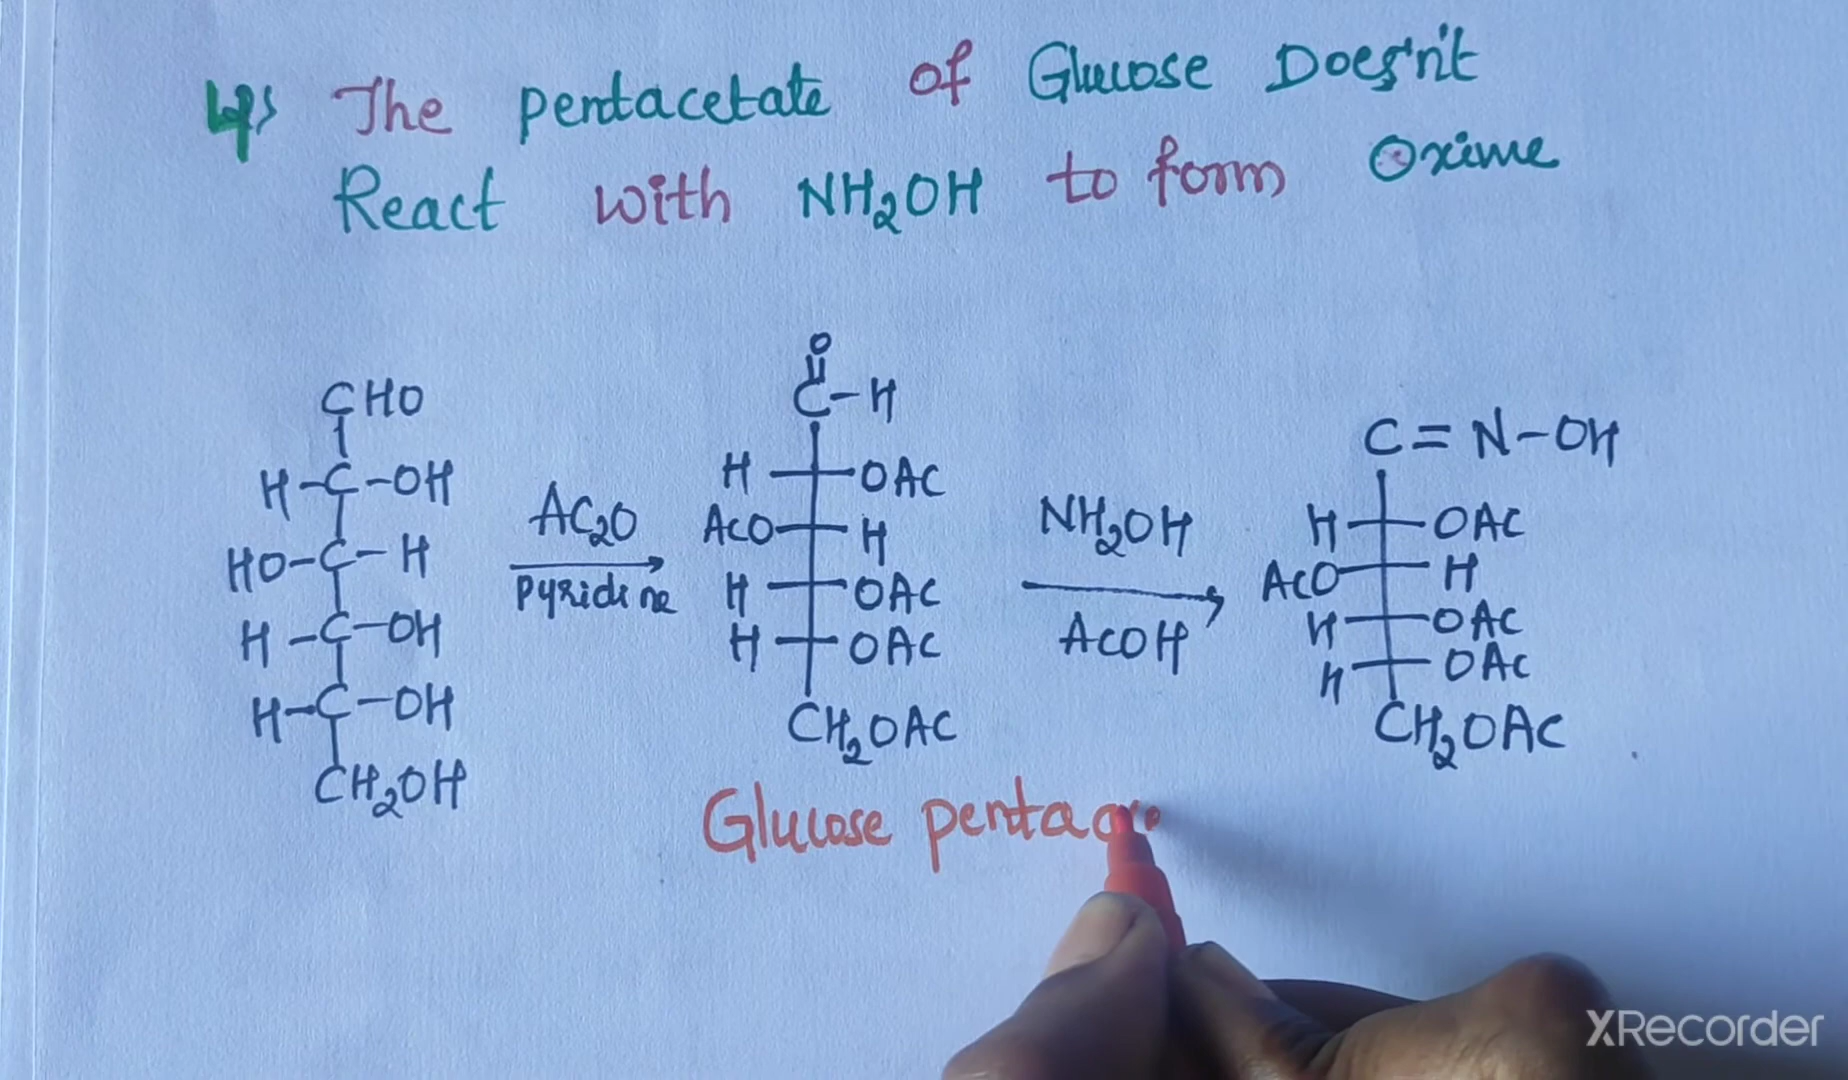 4) The pentacetate of Glucose Doesn't
React with NH2OH to form Oxime
CHO
H-C-OH
HO-C-H
H-C-OH
H-C-OH
CH2OH
AC2O
pyridine
O
C-H
H OAC
ACO H
H OAC
H OAC
CH2OAC
NH2OH
ACOH
C=N-OH
H OAC
ACO H
H OAC
H OAC
CH2OAC
Glucose penta
XRecorder